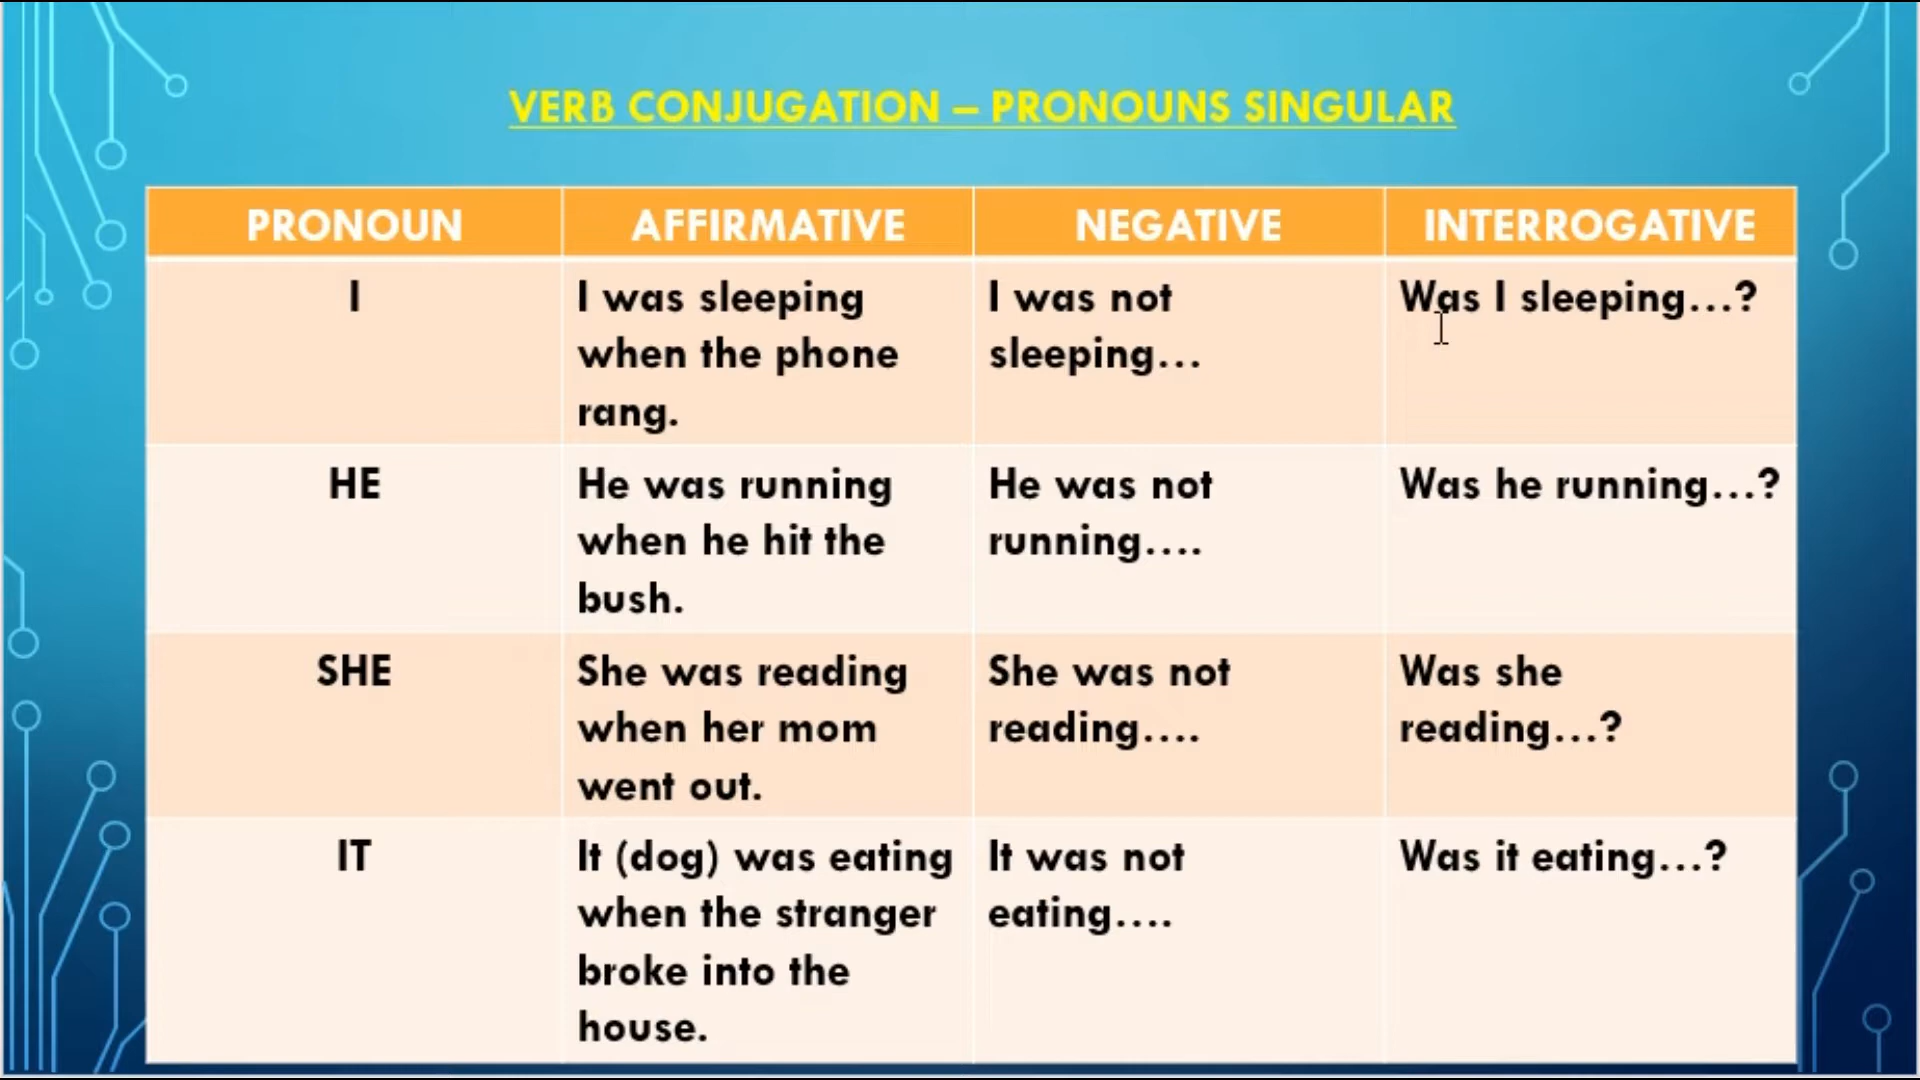 VERB CONJUGATION – PRONOUNS SINGULAR
PRONOUN AFFIRMATIVE NEGATIVE INTERROGATIVE
I
I was sleeping
when the phone
rang.
I was not
sleeping...
Was I sleeping...?
HE
He was running
when he hit the
bush.
He was not
running....
Was he running...?
SHE
She was reading
when her mom
went out.
She was not
reading....
Was she
reading...?
IT
It (dog) was eating
when the stranger
broke into the
house.
It was not
eating....
Was it eating...?